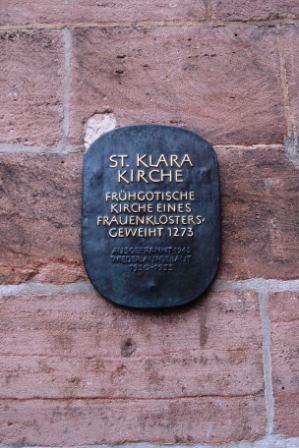 ST. KLARA
KIRCHE
FRÜHGOTISCHE
KIRCHE EINES
FRAUENKLOSTERS·
GEWEIHT 1273
AUSGEBRANNT 1945
WIEDERAUFGEBAUT